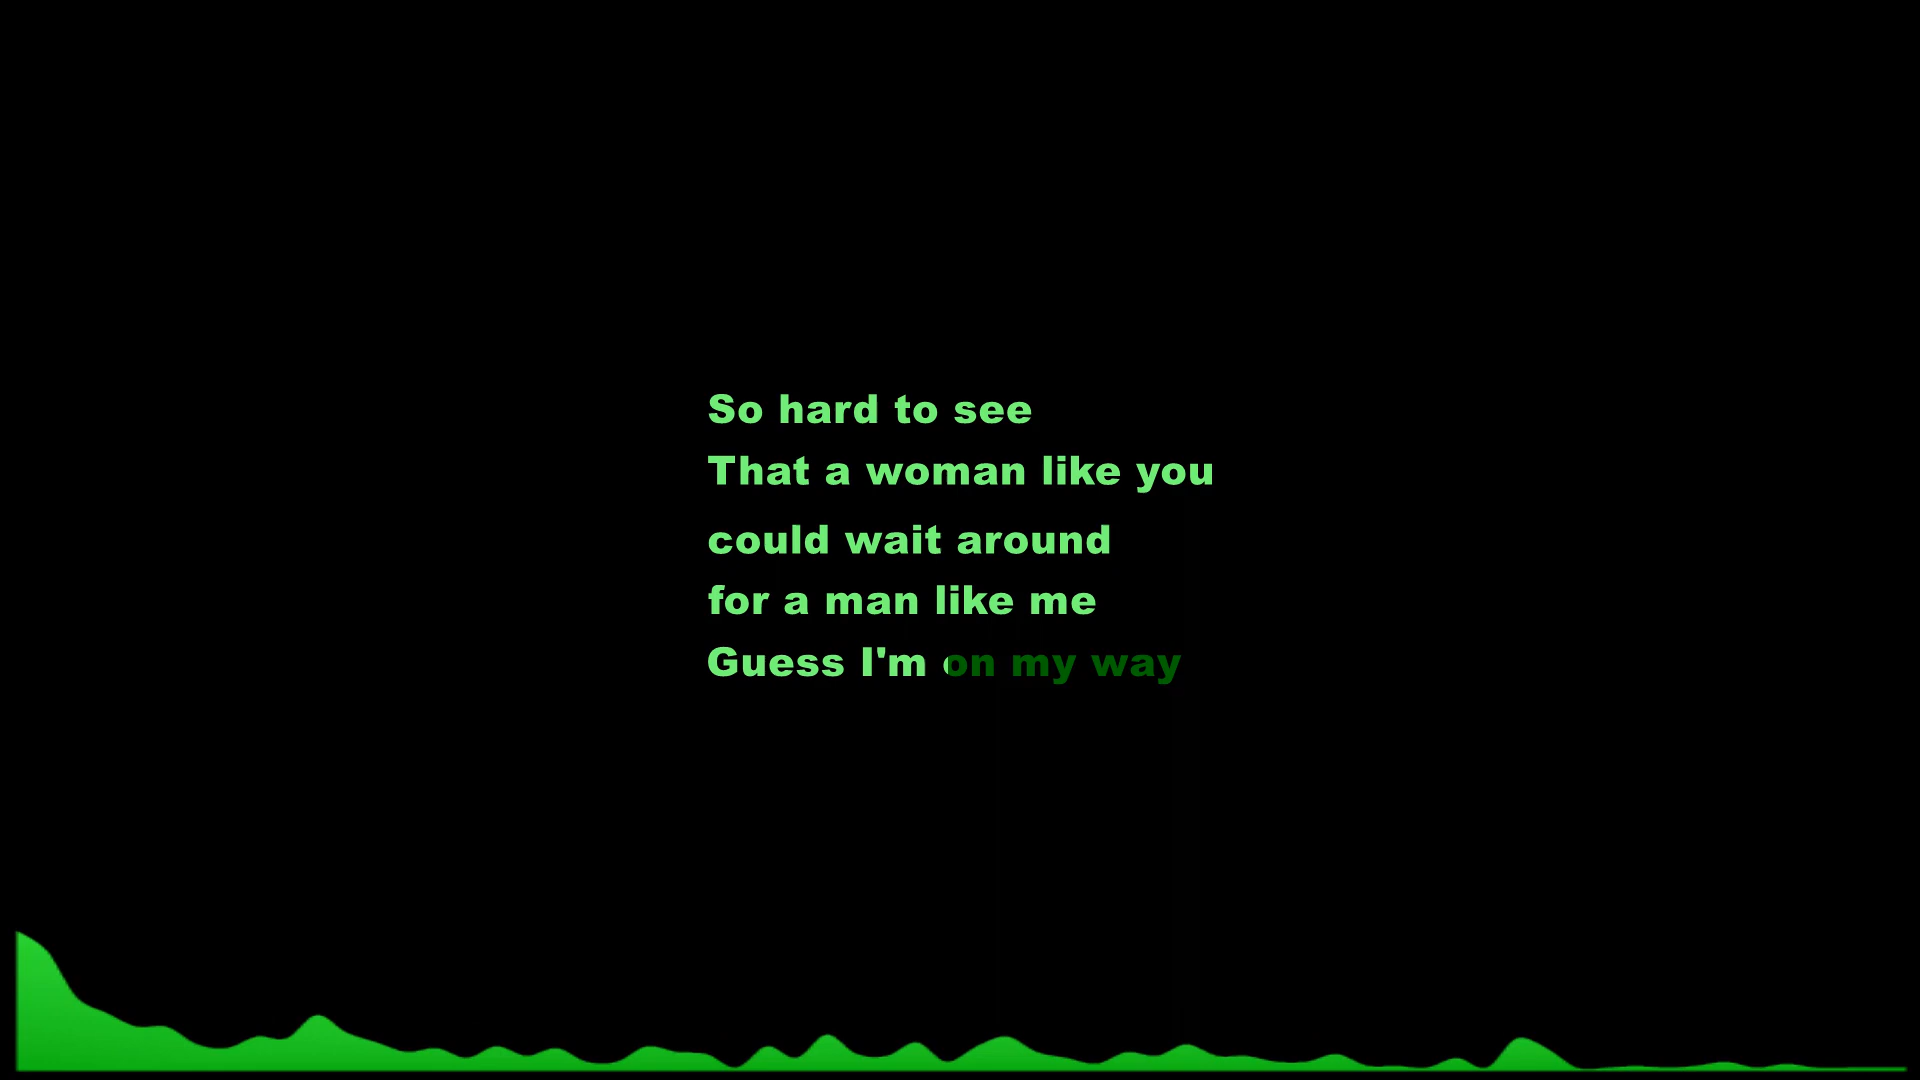 So hard to see
That a woman like you
could wait around
for a man like me
Guess I'm on my way